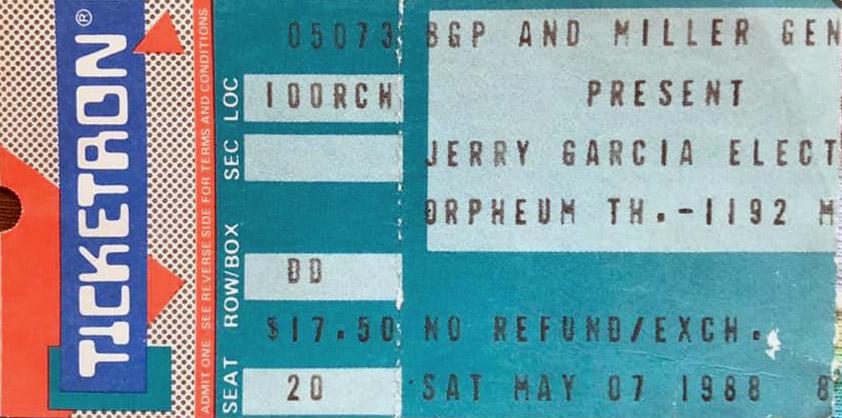 TICKETRON®
ADMIT ONE SEE REVERSE SIDE FOR TERMS AND CONDITIONS
05073 BGP AND MILLER GEN
LOC 100RCH PRESENT
SEC JERRY GARCIA ELECT
ORPHEUM TH.-1192 M
ROW/BOX DD
$17.50 NO REFUND/EXCH.
SEAT 20 SAT MAY 07 1988 8